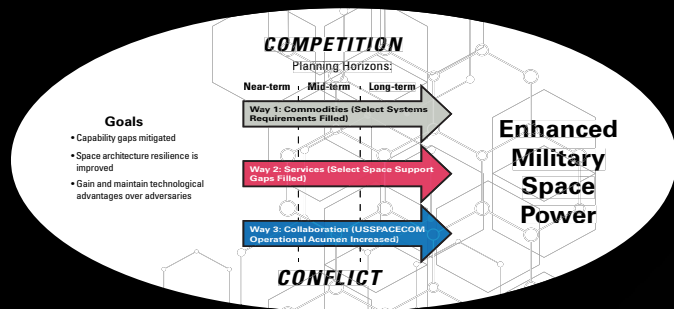 COMPETITION
Planning Horizons:
Near-term Mid-term Long-term
Goals
• Capability gaps mitigated
• Space architecture resilience is
improved
• Gain and maintain technological
advantages over adversaries
Way 1: Commodities (Select Systems
Requirements Filled)
Way 2: Services (Select Space Support
Gaps Filled)
Way 3: Collaboration (USSPACECOM
Operational Acumen Increased)
Enhanced
Military
Space
Power
CONFLICT